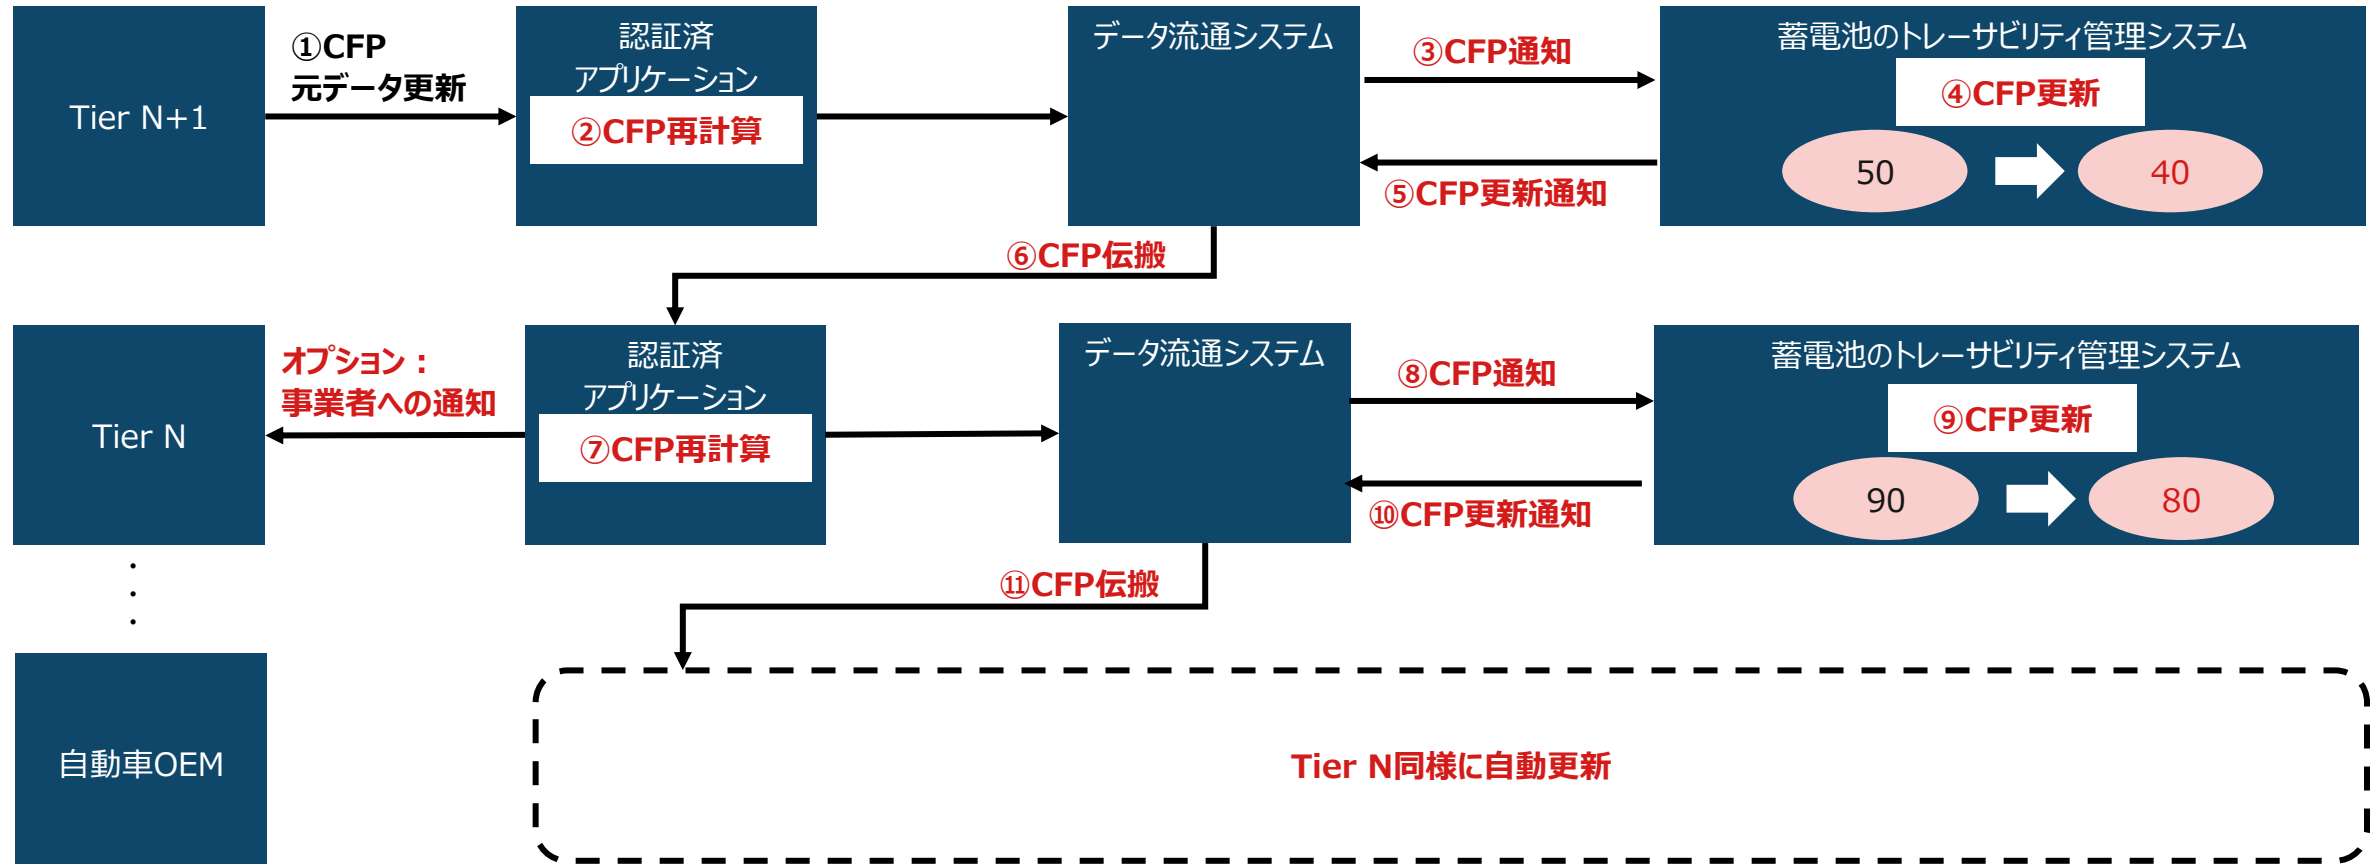 Tier N+1
①CFP
元データ更新
認証済
アプリケーション
②CFP再計算
データ流通システム
③CFP通知
⑤CFP更新通知
蓄電池のトレーサビリティ管理システム
④CFP更新
50
40
⑥CFP伝搬
Tier N
オプション：
事業者への通知
認証済
アプリケーション
⑦CFP再計算
データ流通システム
⑧CFP通知
⑩CFP更新通知
蓄電池のトレーサビリティ管理システム
⑨CFP更新
90
80
⑪CFP伝搬
・
・
・
自動車OEM
Tier N同様に自動更新